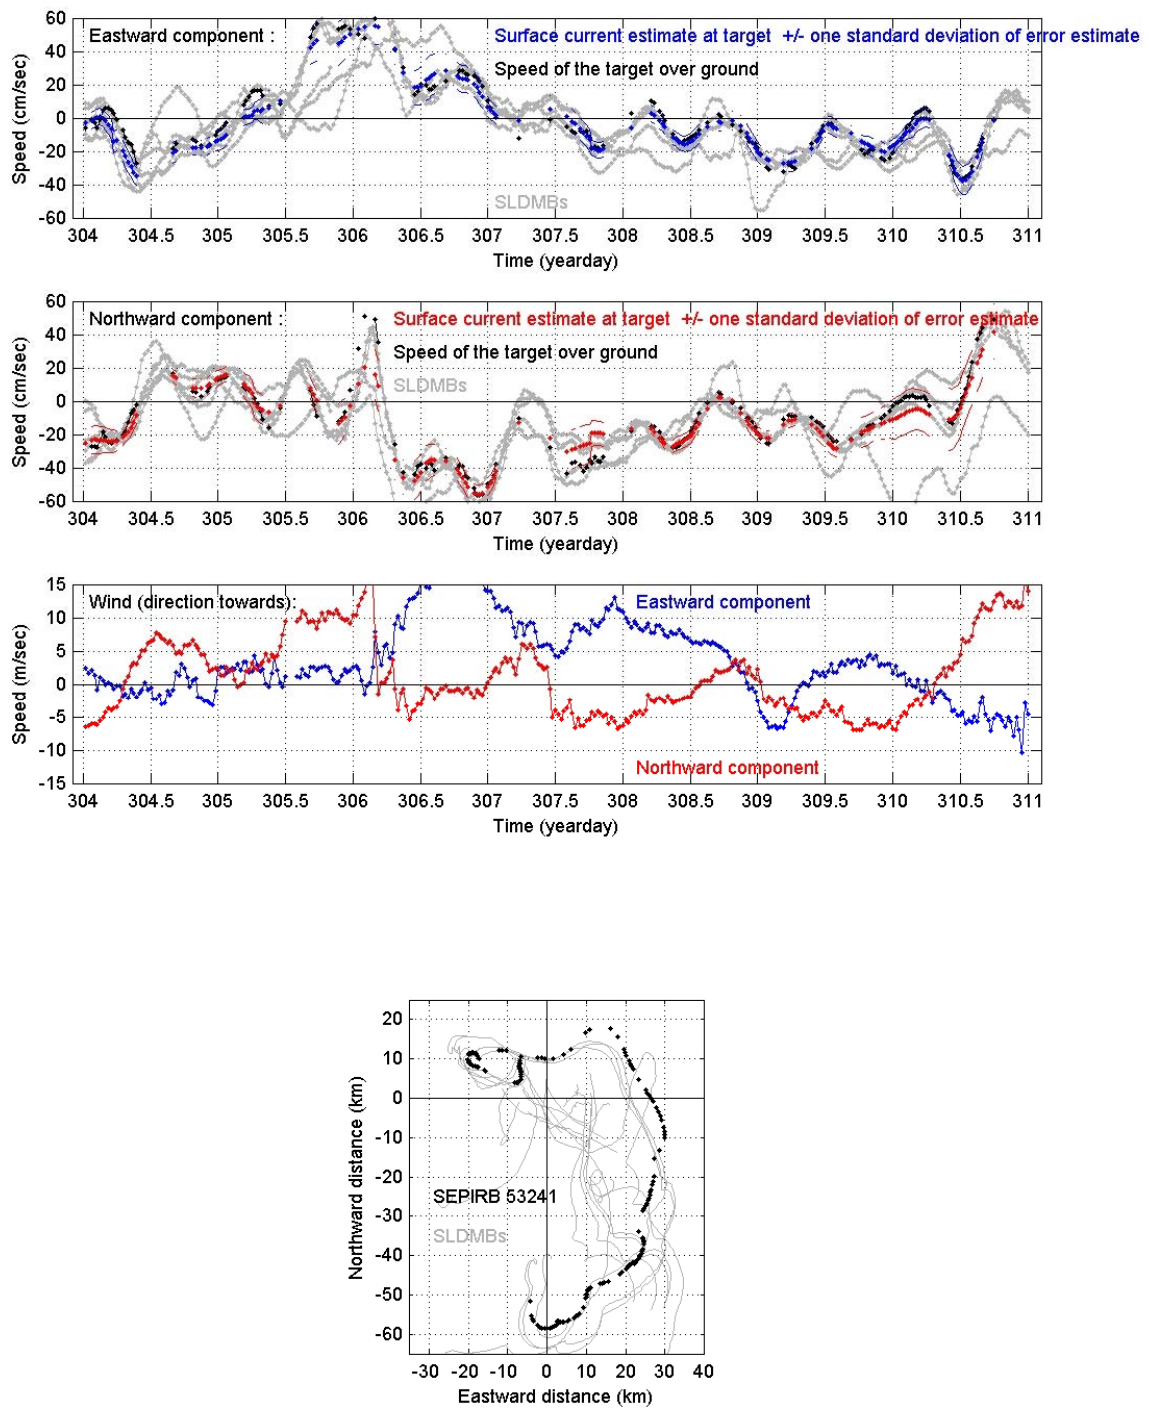 60
Eastward component :
Surface current estimate at target +/- one standard deviation of error estimate
40
Speed of the target over ground
20
0
-20
-40
SLDMBs
-60
Speed (cm/sec)
304 304.5 305 305.5 306 306.5 307 307.5 308 308.5 309 309.5 310 310.5 311
Time (yearday)
60
Northward component :
Surface current estimate at target +/- one standard deviation of error estimate
40
Speed of the target over ground
20
SLDMBs
0
-20
-40
-60
Speed (cm/sec)
304 304.5 305 305.5 306 306.5 307 307.5 308 308.5 309 309.5 310 310.5 311
Time (yearday)
15
Wind (direction towards):
Eastward component
10
5
0
-5
-10
Northward component
-15
Speed (m/sec)
304 304.5 305 305.5 306 306.5 307 307.5 308 308.5 309 309.5 310 310.5 311
Time (yearday)
20
10
0
-10
-20
SEPIRB 53241
-30
SLDMBs
-40
-50
-60
Northward distance (km)
-30 -20 -10 0 10 20 30 40
Eastward distance (km)